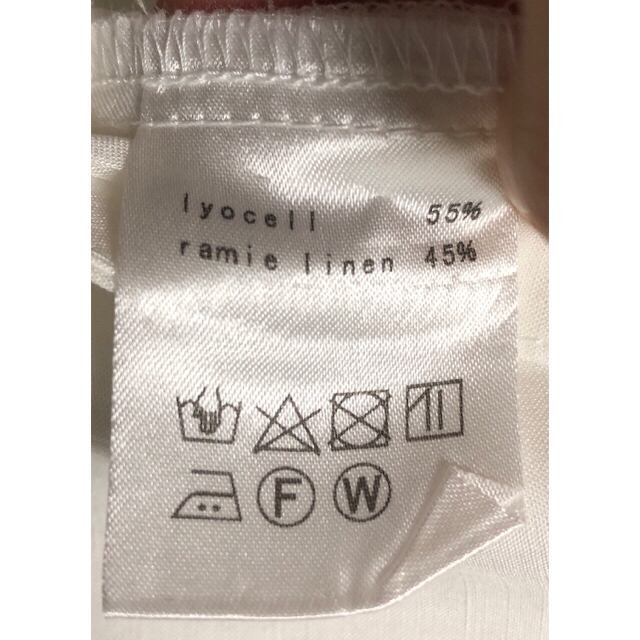 lyocell 55%
ramie linen 45%
F W